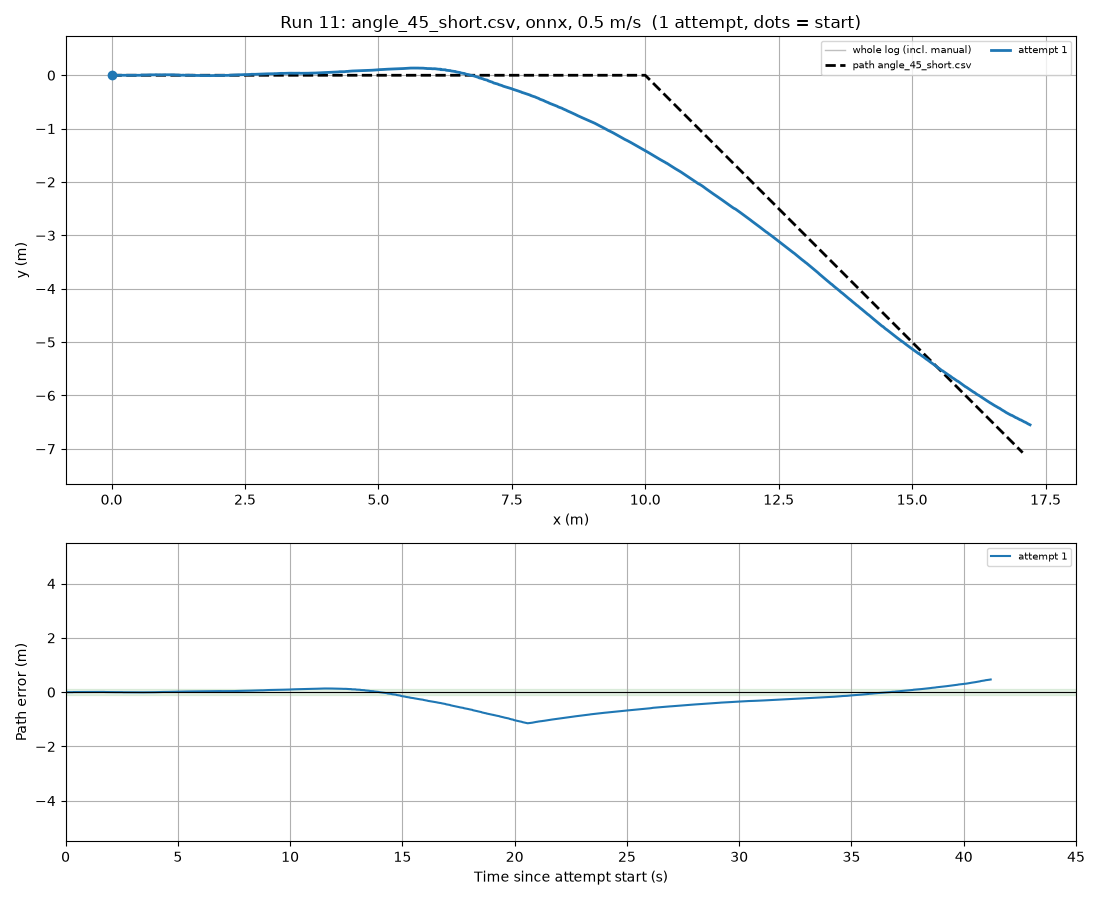 Run 11: angle_45_short.csv, onnx, 0.5 m/s  (1 attempt, dots = start)
whole log (incl. manual)
path angle_45_short.csv
attempt 1
0
−1
−2
−3
−4
−5
−6
−7
y (m)
0.0 2.5 5.0 7.5 10.0 12.5 15.0 17.5
x (m)
attempt 1
4
2
0
−2
−4
Path error (m)
0 5 10 15 20 25 30 35 40 45
Time since attempt start (s)